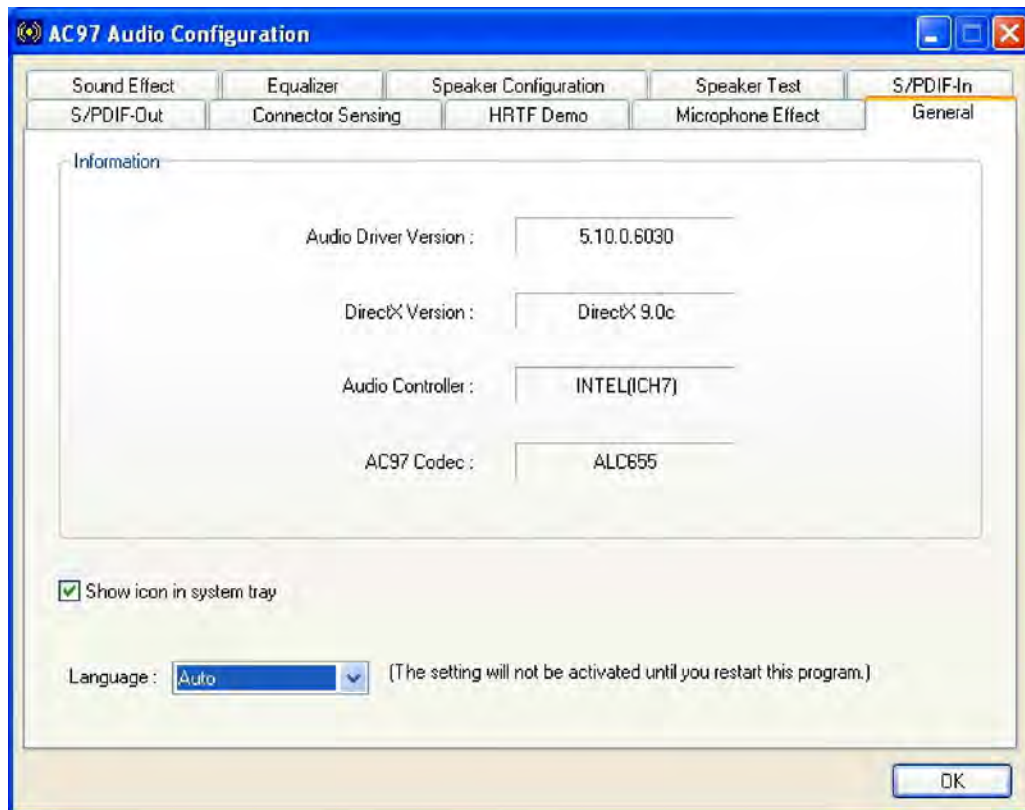 AC97 Audio Configuration
Sound Effect Equalizer Speaker Configuration Speaker Test S/PDIF-In
S/PDIF-Out Connector Sensing HRTF Demo Microphone Effect General
Information
Audio Driver Version : 5.10.0.6030
DirectX Version : DirectX 9.0c
Audio Controller : INTEL(ICH7)
AC97 Codec : ALC655
Show icon in system tray
Language : Auto (The setting will not be activated until you restart this program.)
OK